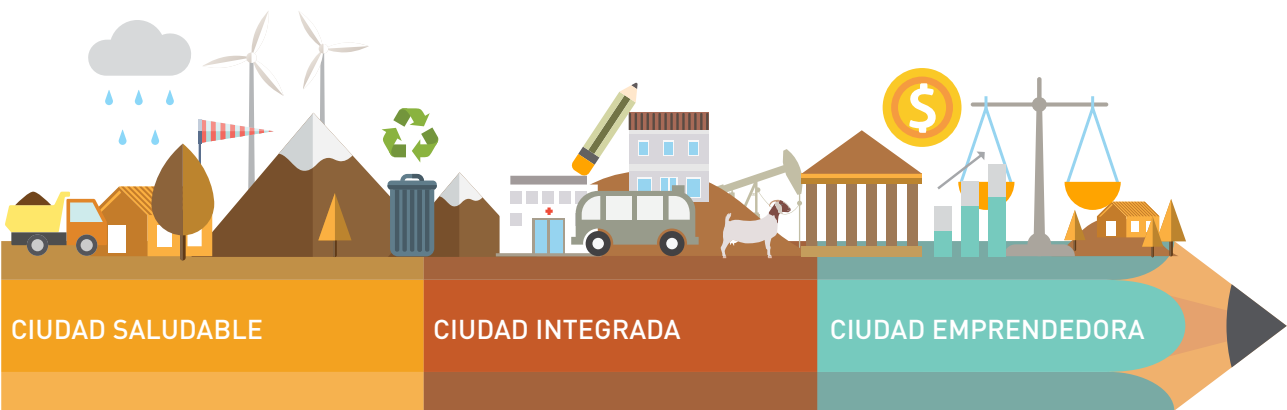 $
CIUDAD SALUDABLE
CIUDAD INTEGRADA
CIUDAD EMPRENDEDORA